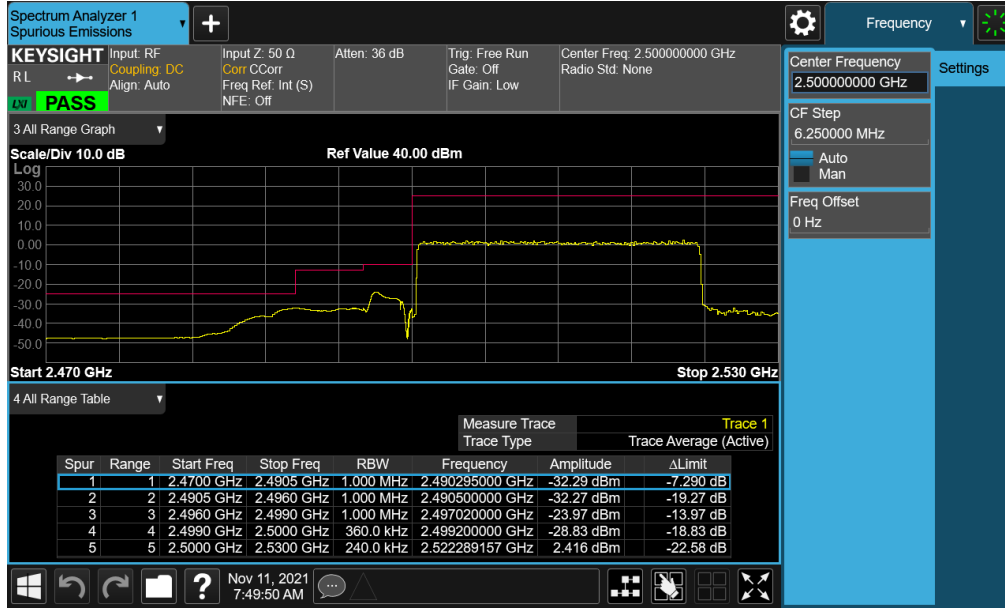 Spectrum Analyzer 1
Spurious Emissions
+
Frequency
KEYSIGHT
R L
LXI
PASS
Input: RF
Coupling: DC
Align: Auto
Input Z: 50 Ω
Corr CCorr
Freq Ref: Int (S)
NFE: Off
Atten: 36 dB
Trig: Free Run
Gate: Off
IF Gain: Low
Center Freq: 2.500000000 GHz
Radio Std: None
Center Frequency
2.500000000 GHz
Settings
CF Step
6.250000 MHz
Auto
Man
Freq Offset
0 Hz
3 All Range Graph
Scale/Div 10.0 dB
Ref Value 40.00 dBm
Log
30.0
20.0
10.0
0.00
-10.0
-20.0
-30.0
-40.0
-50.0
Start 2.470 GHz
Stop 2.530 GHz
4 All Range Table
Measure Trace Trace 1
Trace Type Trace Average (Active)
Spur Range Start Freq Stop Freq RBW Frequency Amplitude ΔLimit
1 1 2.4700 GHz 2.4905 GHz 1.000 MHz 2.490295000 GHz -32.29 dBm -7.290 dB
2 2 2.4905 GHz 2.4960 GHz 1.000 MHz 2.490500000 GHz -32.27 dBm -19.27 dB
3 3 2.4960 GHz 2.4990 GHz 1.000 MHz 2.497020000 GHz -23.97 dBm -13.97 dB
4 4 2.4990 GHz 2.5000 GHz 360.0 kHz 2.499200000 GHz -28.83 dBm -18.83 dB
5 5 2.5000 GHz 2.5300 GHz 240.0 kHz 2.522289157 GHz 2.416 dBm -22.58 dB
?
Nov 11, 2021
7:49:50 AM